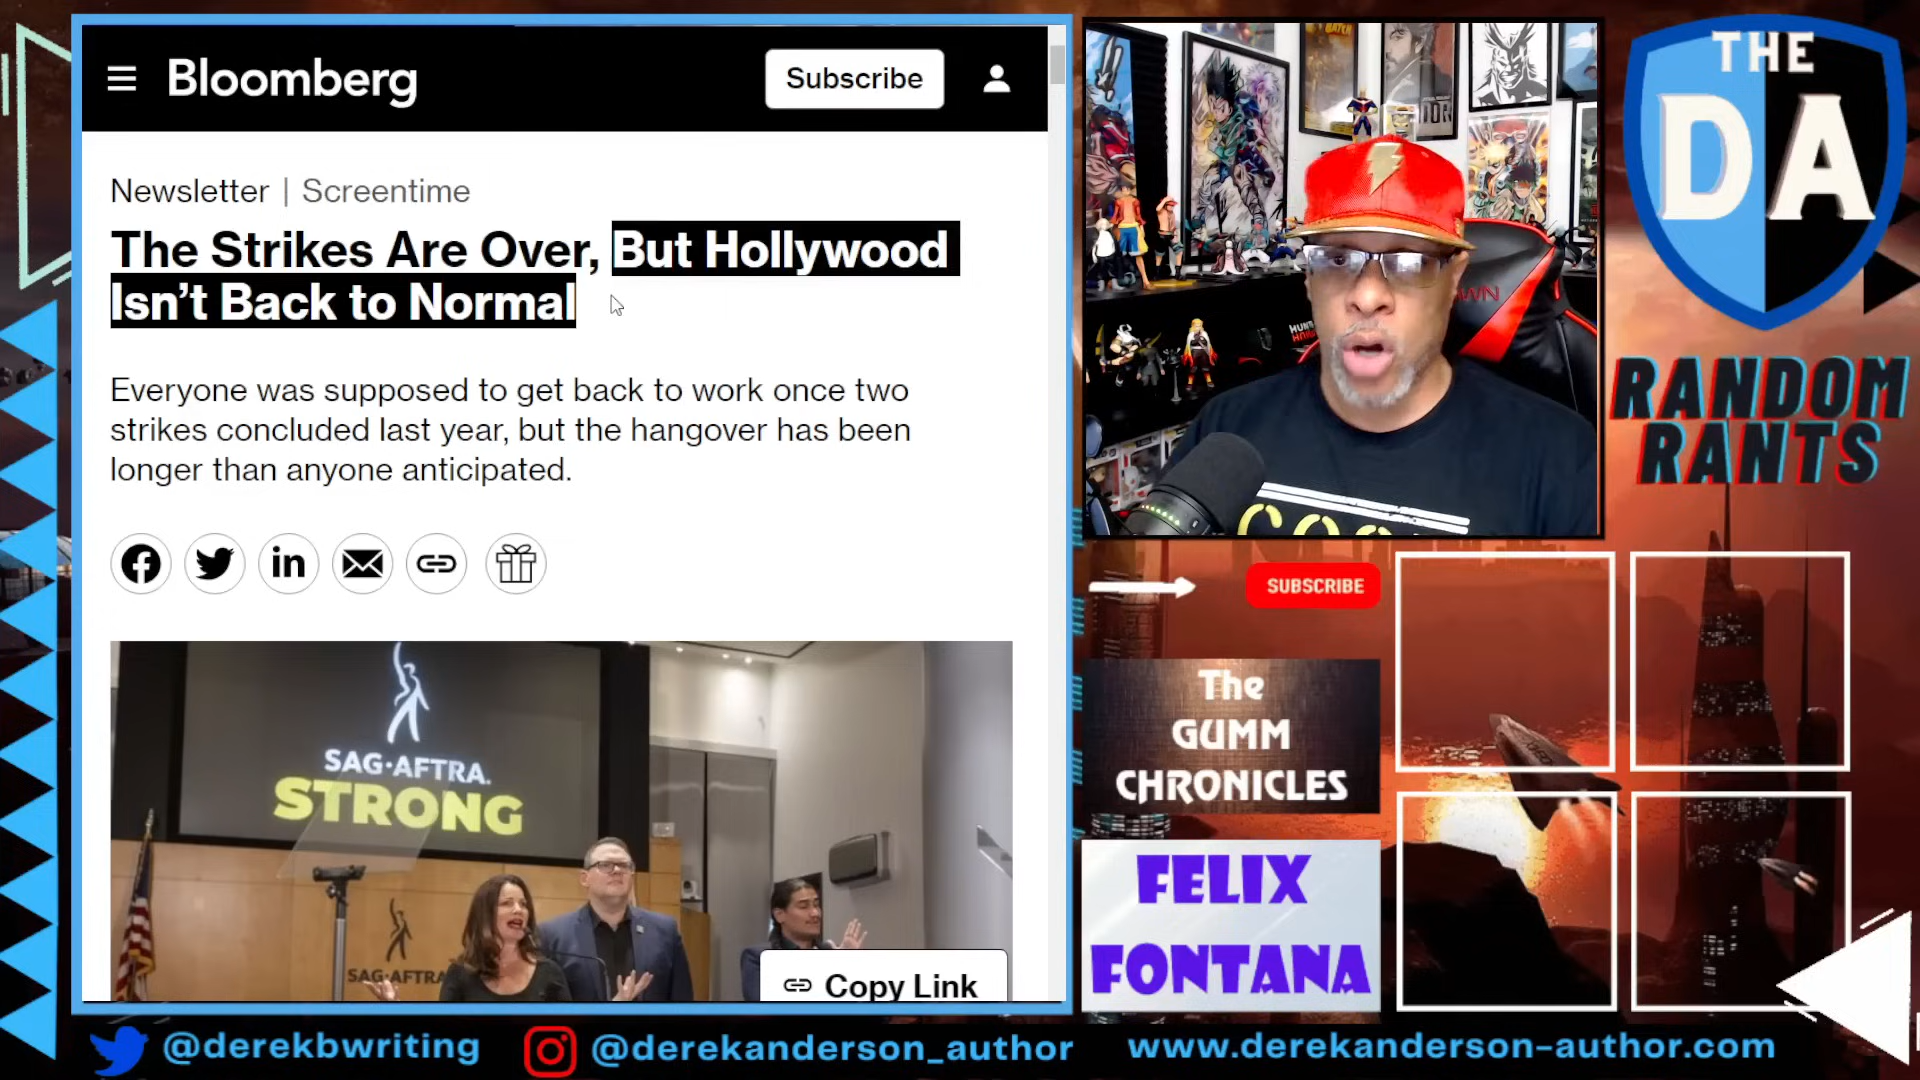 Bloomberg
Subscribe
Newsletter | Screentime
The Strikes Are Over, But Hollywood
Isn’t Back to Normal
Everyone was supposed to get back to work once two
strikes concluded last year, but the hangover has been
longer than anyone anticipated.
SAG·AFTRA.
STRONG
SAG·AFTRA
Copy Link
THE
DA
RANDOM
RANTS
SUBSCRIBE
The
GUMM
CHRONICLES
FELIX
FONTANA
@derekbwriting
@derekanderson_author
www.derekanderson-author.com